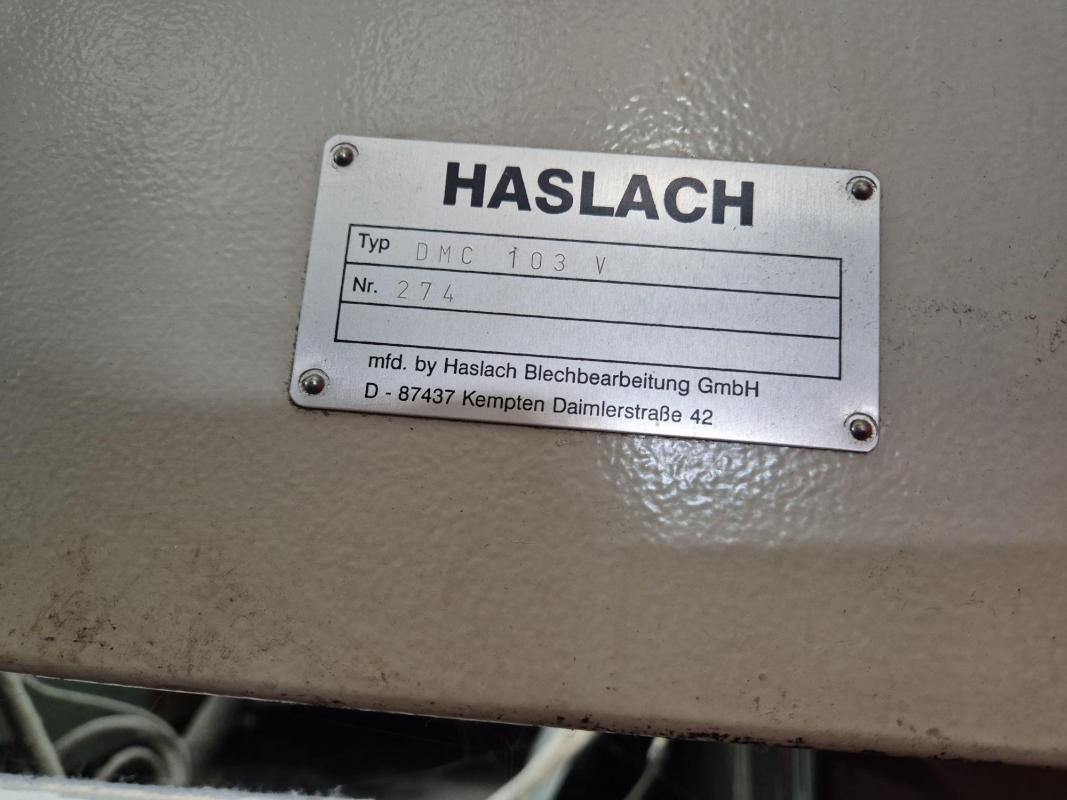 HASLACH
Typ DMC 103 V
Nr. 274
mfd. by Haslach Blechbearbeitung GmbH
D - 87437 Kempten Daimlerstraße 42